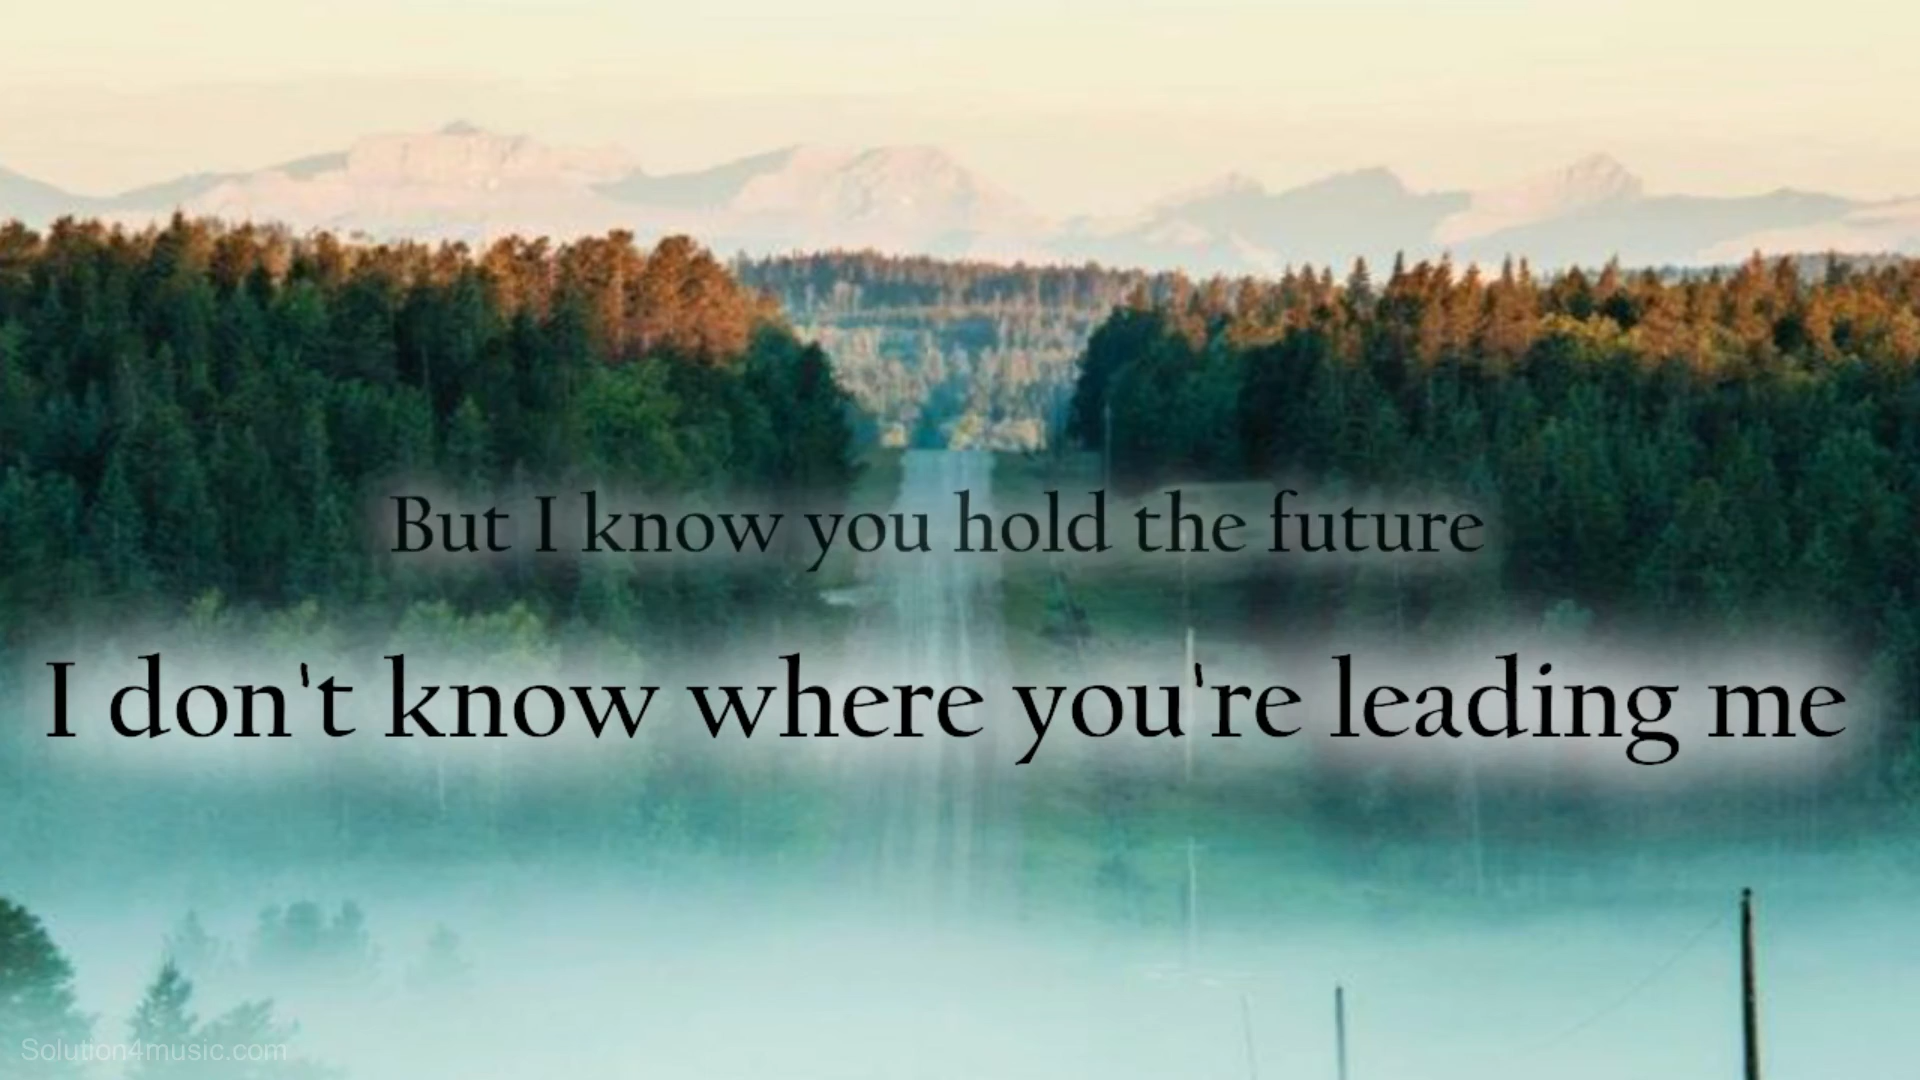 But I know you hold the future
I don't know where you're leading me
Solution4music.com